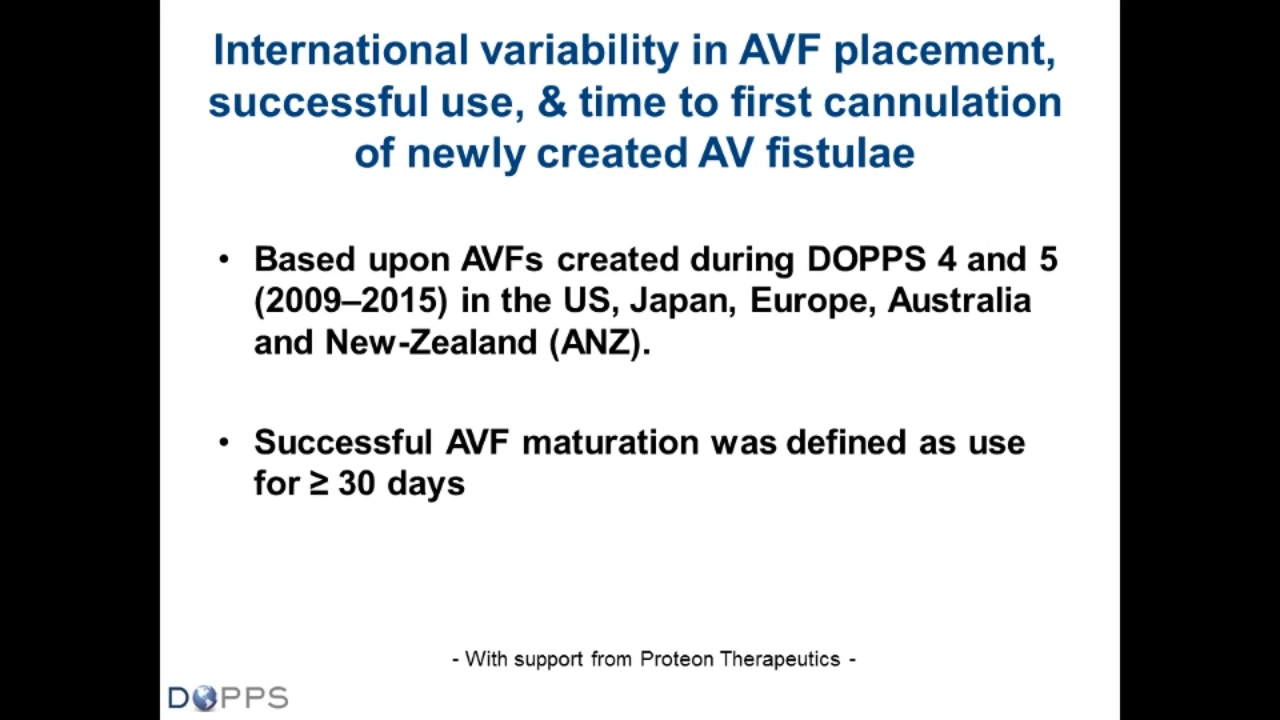 International variability in AVF placement,
successful use, & time to first cannulation
of newly created AV fistulae
• Based upon AVFs created during DOPPS 4 and 5
(2009–2015) in the US, Japan, Europe, Australia
and New-Zealand (ANZ).
• Successful AVF maturation was defined as use
for ≥ 30 days
- With support from Proteon Therapeutics -
DOPPS